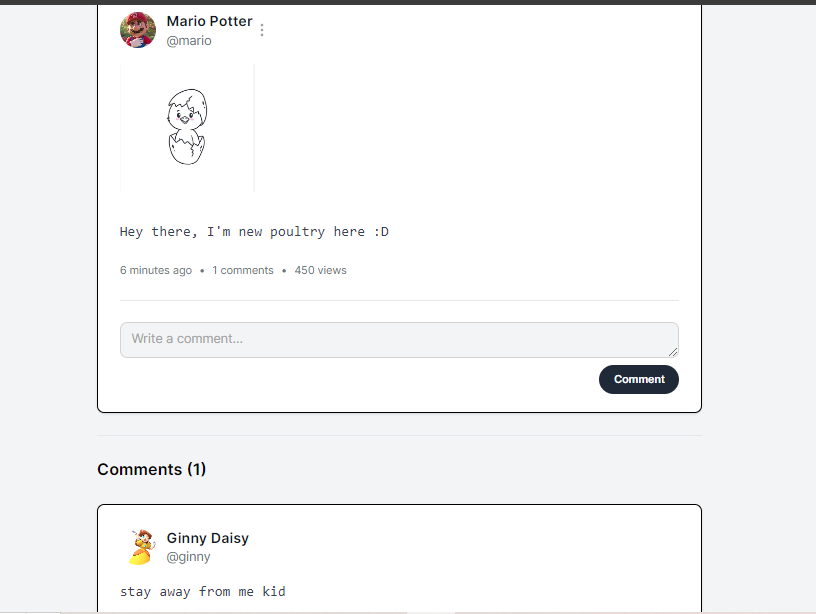 Mario Potter
@mario
Hey there, I'm new poultry here :D
6 minutes ago • 1 comments • 450 views
Write a comment...
Comment
Comments (1)
Ginny Daisy
@ginny
stay away from me kid